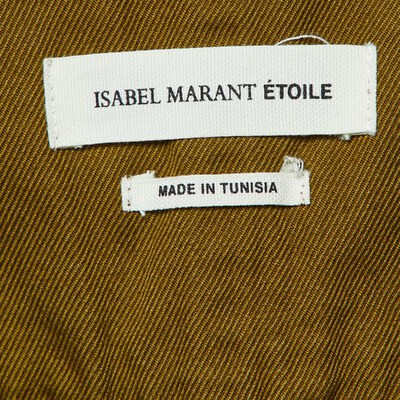 ISABEL MARANT ÉTOILE
MADE IN TUNISIA